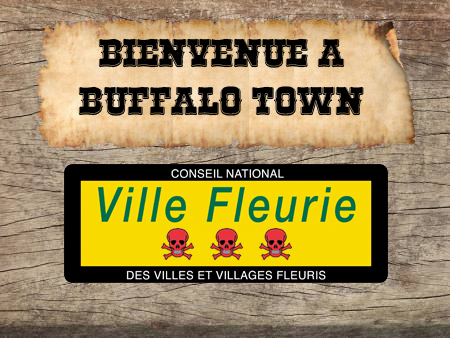 BIENVENUE A
BUFFALO TOWN
CONSEIL NATIONAL
Ville Fleurie
DES VILLES ET VILLAGES FLEURIS